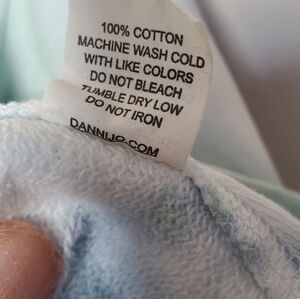 100% COTTON
MACHINE WASH COLD
WITH LIKE COLORS
DO NOT BLEACH
TUMBLE DRY LOW
DO NOT IRON
DANNIJO.COM